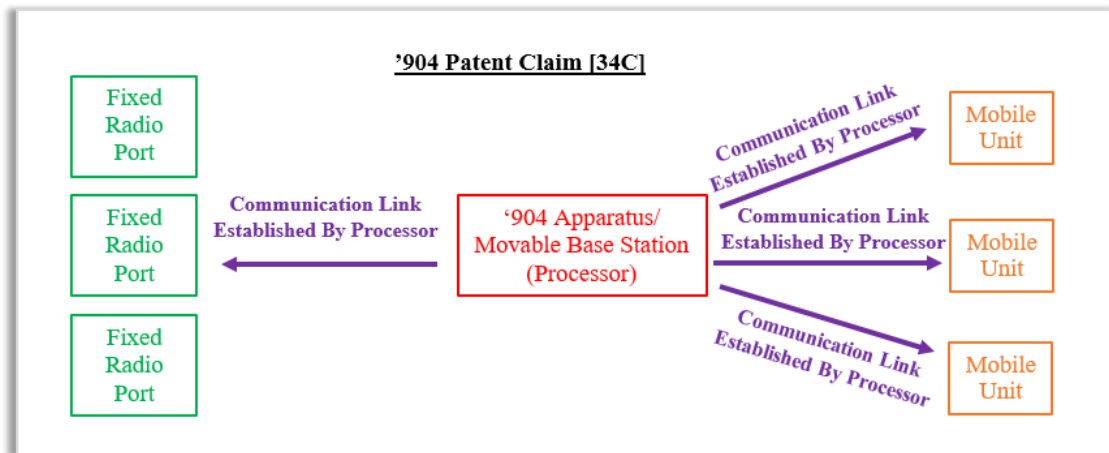 ’904 Patent Claim [34C]
Fixed
Radio
Port
Fixed
Radio
Port
Fixed
Radio
Port
Communication Link
Established By Processor
‘904 Apparatus/
Movable Base Station
(Processor)
Communication Link
Established By Processor
Communication Link
Established By Processor
Communication Link
Established By Processor
Mobile
Unit
Mobile
Unit
Mobile
Unit